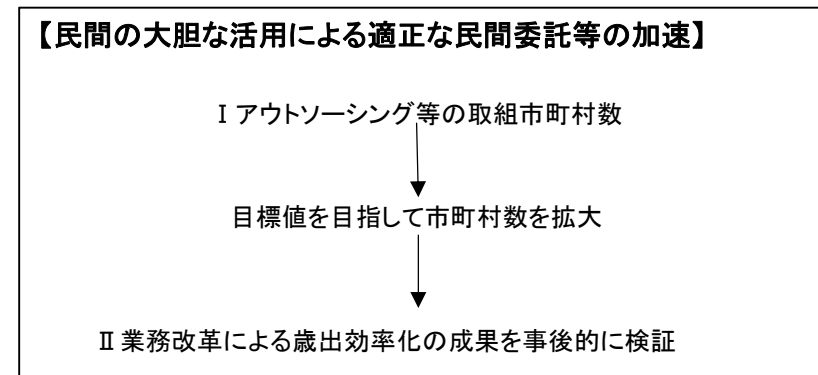 【民間の大胆な活用による適正な民間委託等の加速】
Ⅰ アウトソーシング等の取組市町村数
目標値を目指して市町村数を拡大
Ⅱ 業務改革による歳出効率化の成果を事後的に検証